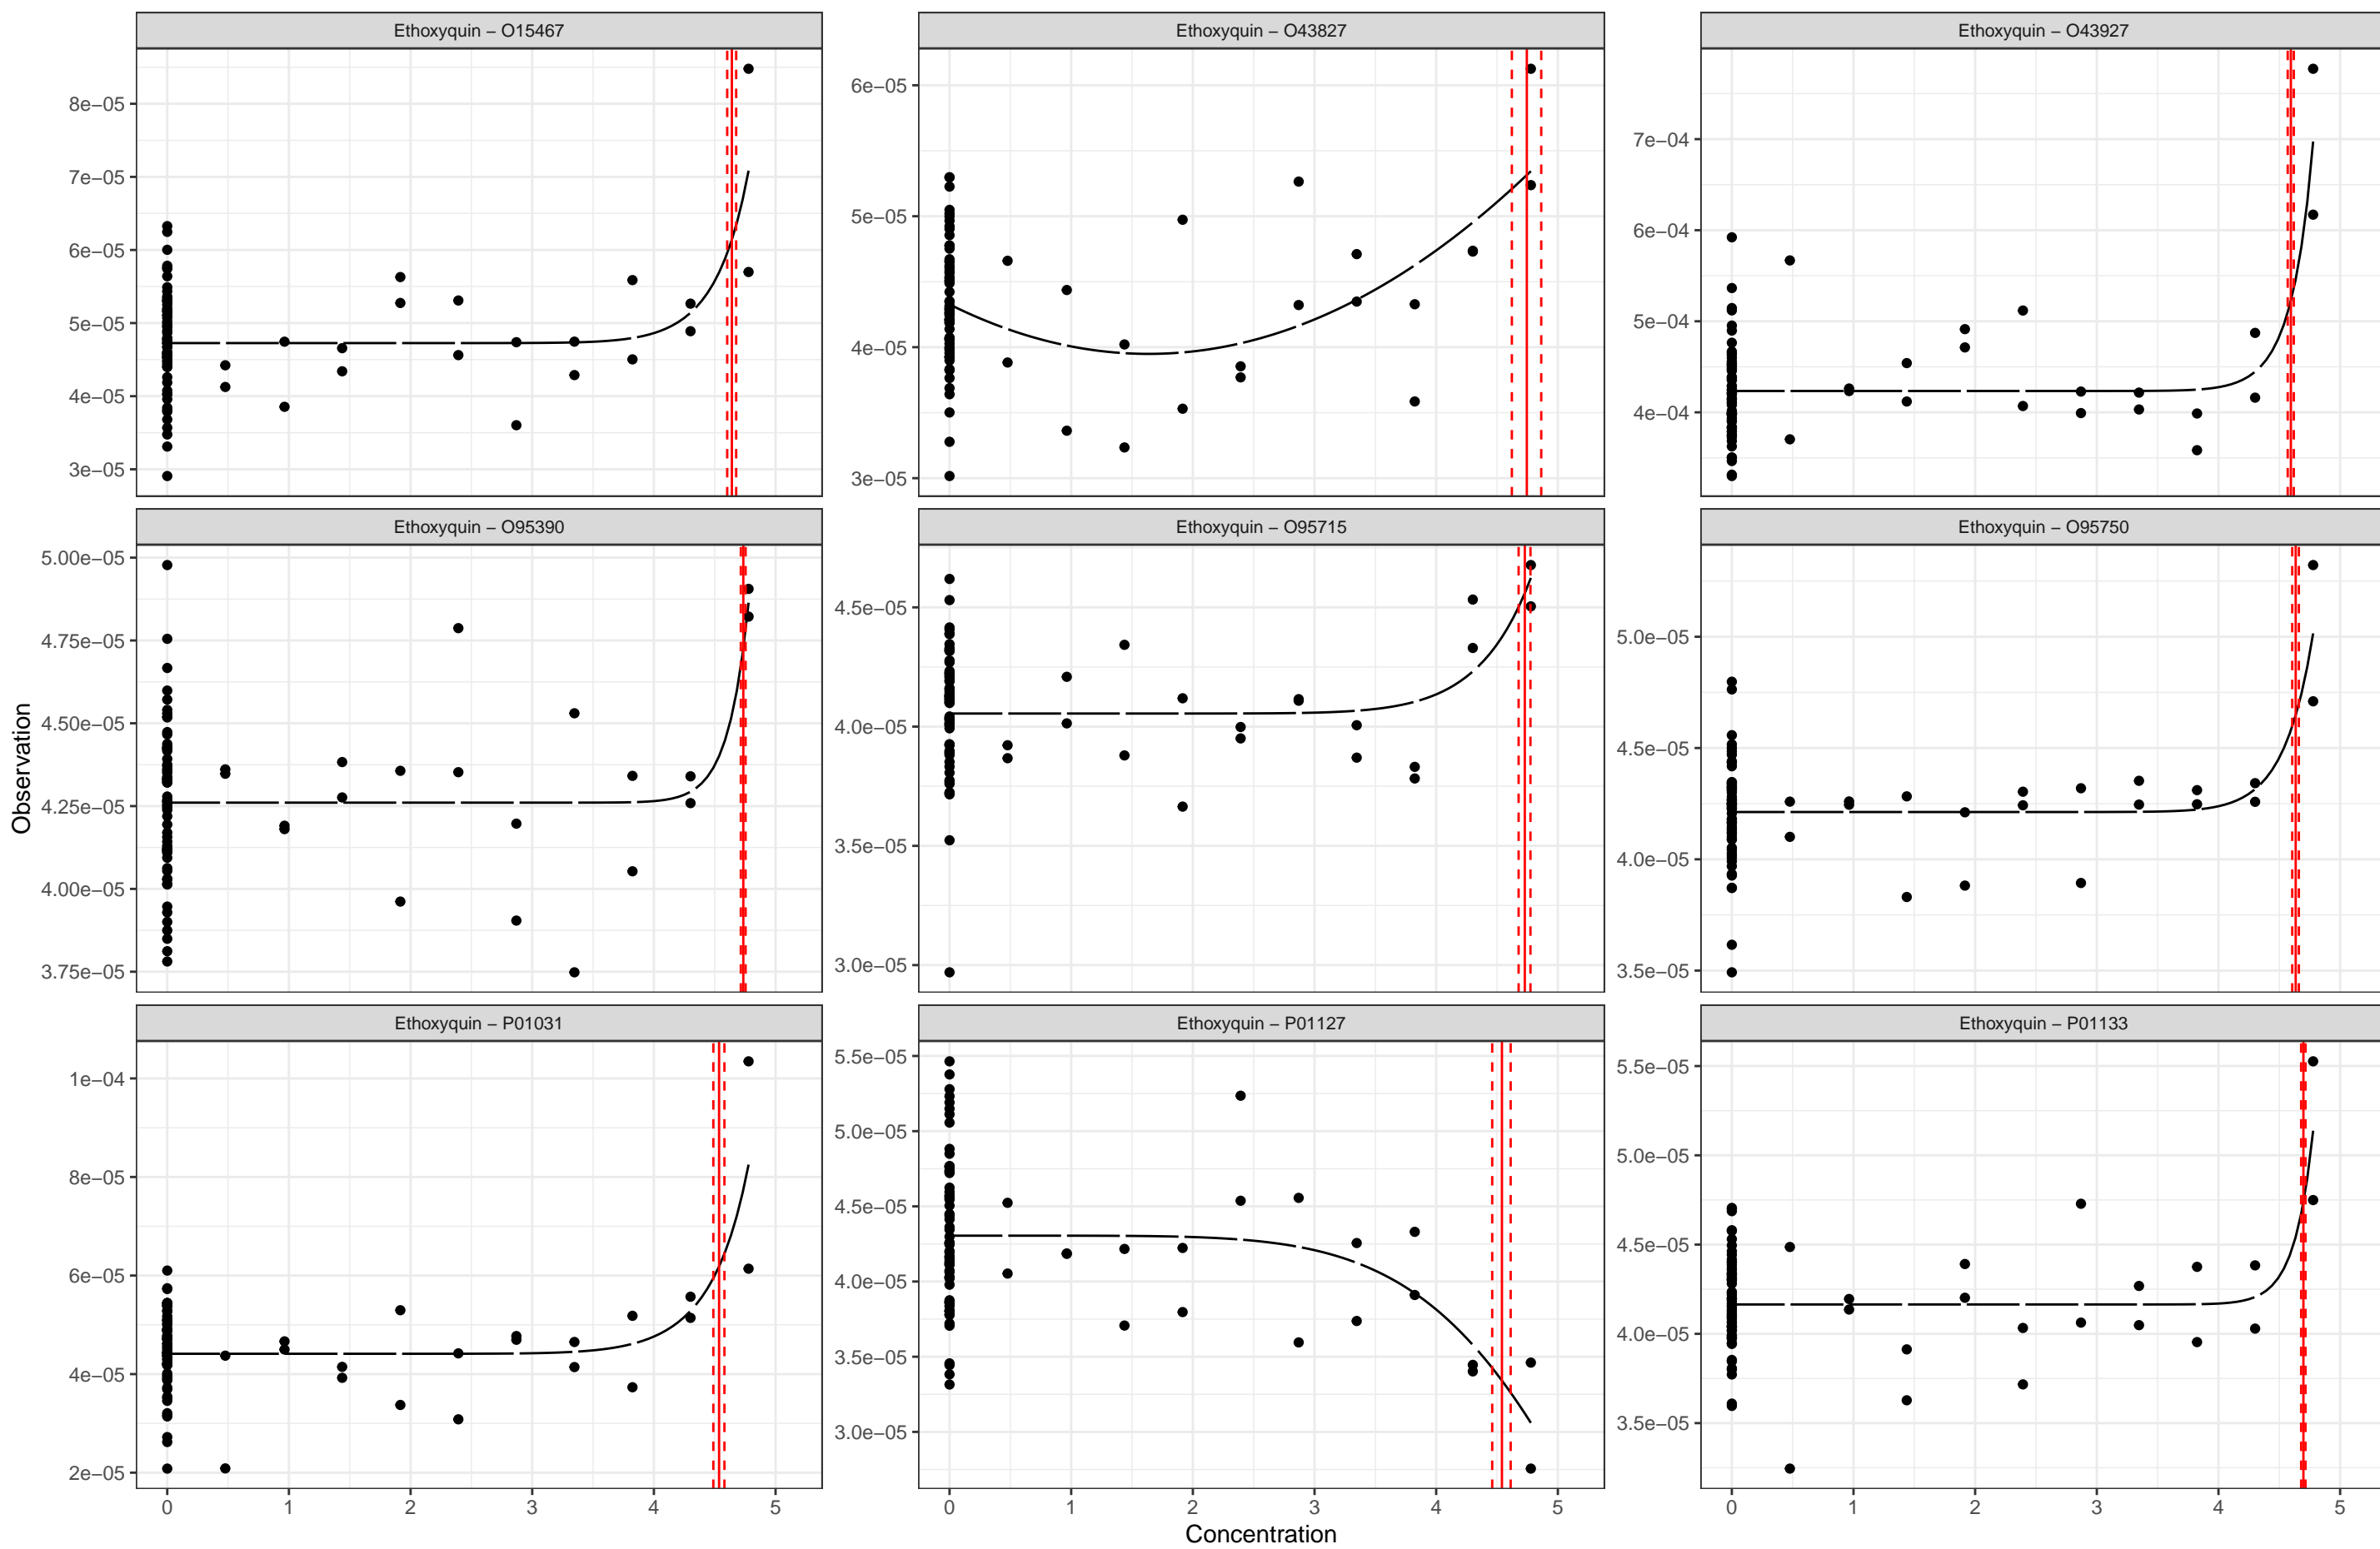 Ethoxyquin − O15467
Ethoxyquin − O43827
Ethoxyquin − O43927
8e−05
7e−05
6e−05
5e−05
4e−05
3e−05
6e−05
5e−05
4e−05
3e−05
7e−04
6e−04
5e−04
4e−04
Ethoxyquin − O95390
Ethoxyquin − O95715
Ethoxyquin − O95750
5.00e−05
4.75e−05
4.50e−05
4.25e−05
4.00e−05
3.75e−05
4.5e−05
4.0e−05
3.5e−05
3.0e−05
5.0e−05
4.5e−05
4.0e−05
3.5e−05
Observation
Ethoxyquin − P01031
Ethoxyquin − P01127
Ethoxyquin − P01133
1e−04
8e−05
6e−05
4e−05
2e−05
5.5e−05
5.0e−05
4.5e−05
4.0e−05
3.5e−05
3.0e−05
5.5e−05
5.0e−05
4.5e−05
4.0e−05
3.5e−05
0 1 2 3 4 5
0 1 2 3 4 5
0 1 2 3 4 5
Concentration